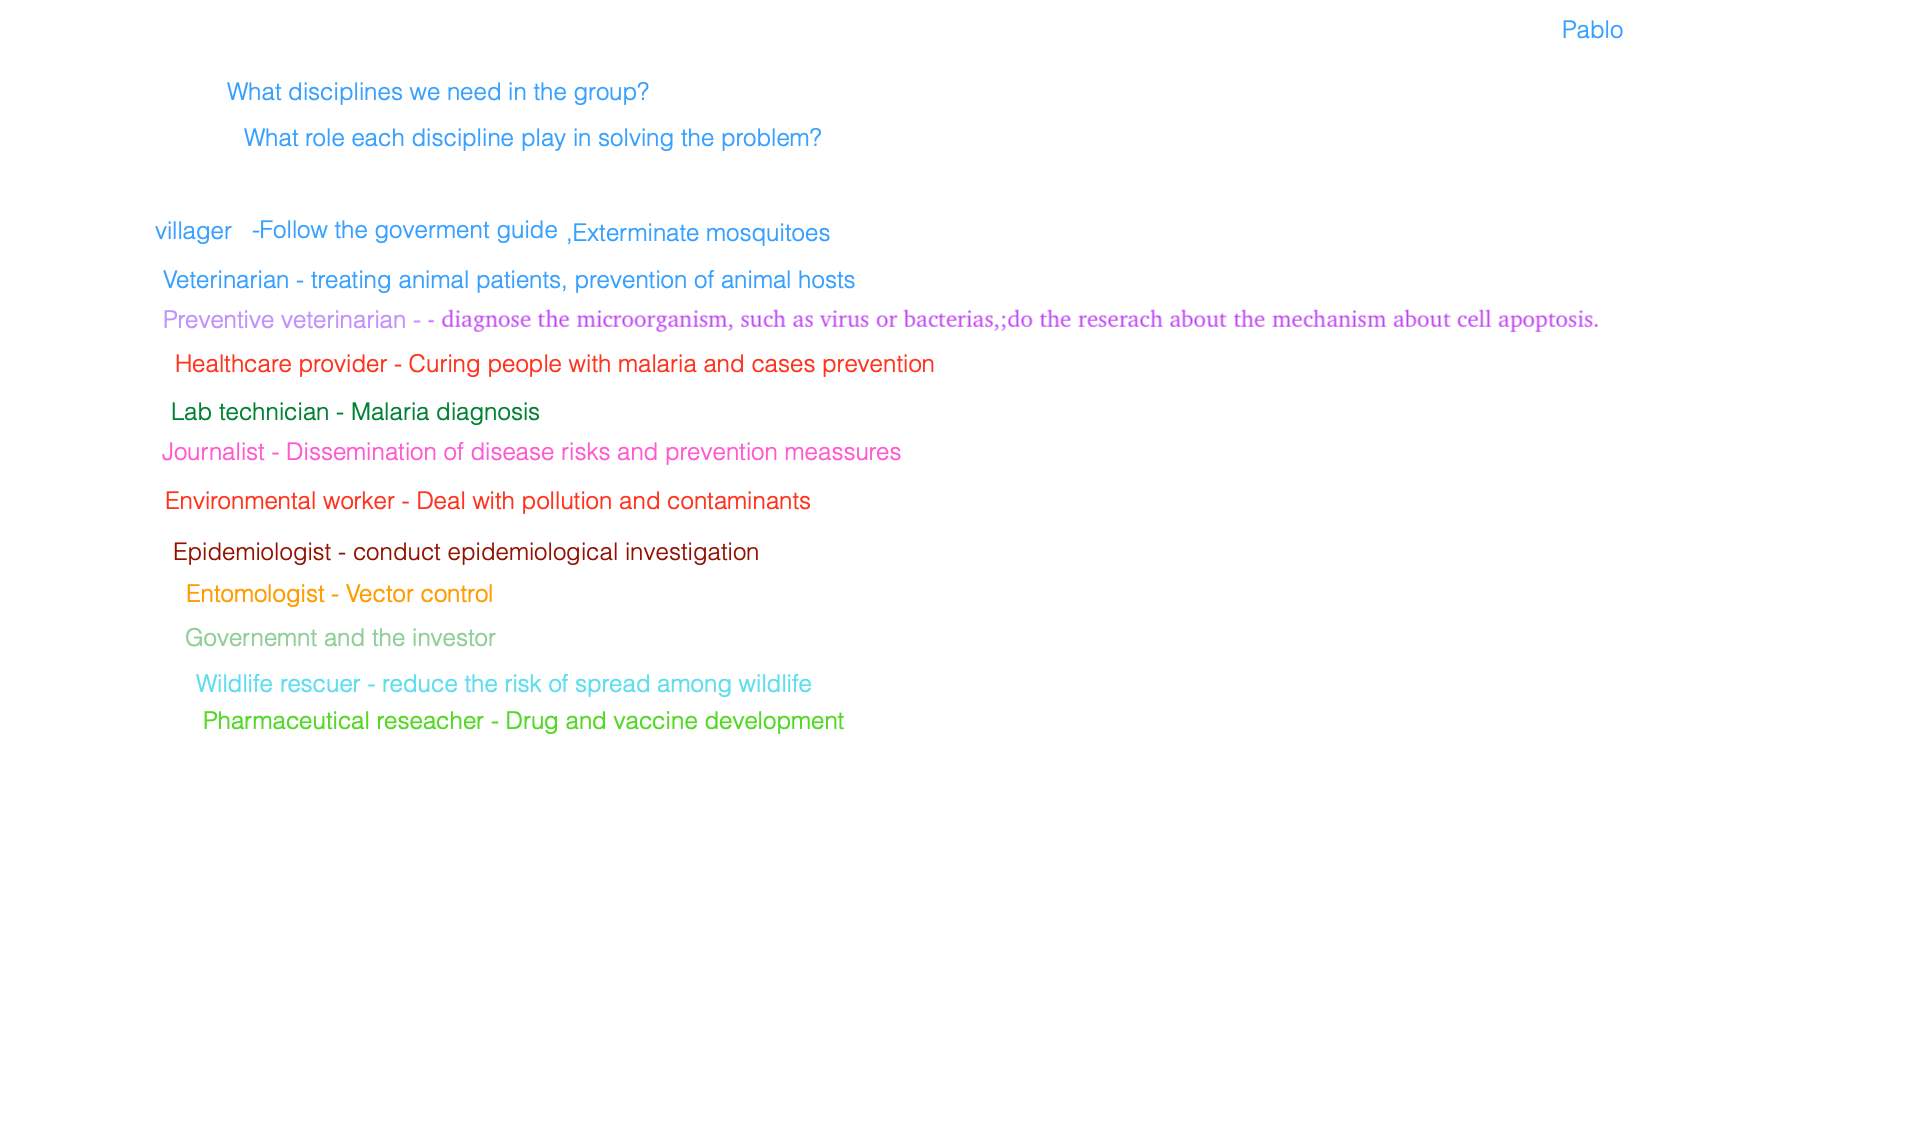 Pablo
What disciplines we need in the group?
What role each discipline play in solving the problem?
villager -Follow the goverment guide ,Exterminate mosquitoes
Veterinarian - treating animal patients, prevention of animal hosts
Preventive veterinarian - - diagnose the microorganism, such as virus or bacterias,;do the reserach about the mechanism about cell apoptosis.
Healthcare provider - Curing people with malaria and cases prevention
Lab technician - Malaria diagnosis
Journalist - Dissemination of disease risks and prevention meassures
Environmental worker - Deal with pollution and contaminants
Epidemiologist - conduct epidemiological investigation
Entomologist - Vector control
Governemnt and the investor
Wildlife rescuer - reduce the risk of spread among wildlife
Pharmaceutical reseacher - Drug and vaccine development